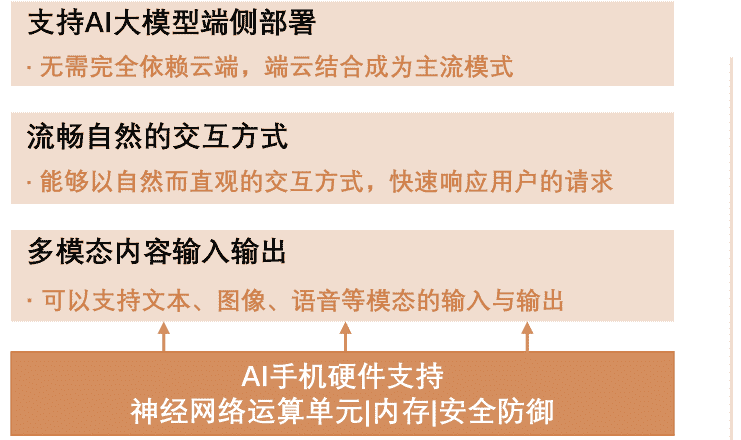 支持AI大模型端侧部署
· 无需完全依赖云端，端云结合成为主流模式
流畅自然的交互方式
· 能够以自然而直观的交互方式，快速响应用户的请求
多模态内容输入输出
· 可以支持文本、图像、语音等模态的输入与输出
AI手机硬件支持
神经网络运算单元|内存|安全防御